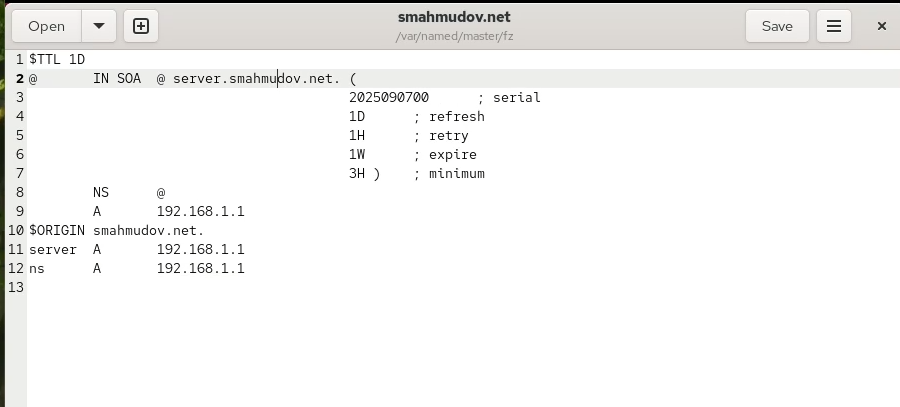 Open
smahmudov.net
/var/named/master/fz
Save
1 $TTL 1D
2 @ IN SOA @ server.smahmudov.net. (
3 2025090700 ; serial
4 1D ; refresh
5 1H ; retry
6 1W ; expire
7 3H ) ; minimum
8 NS @
9 A 192.168.1.1
10 $ORIGIN smahmudov.net.
11 server A 192.168.1.1
12 ns A 192.168.1.1
13